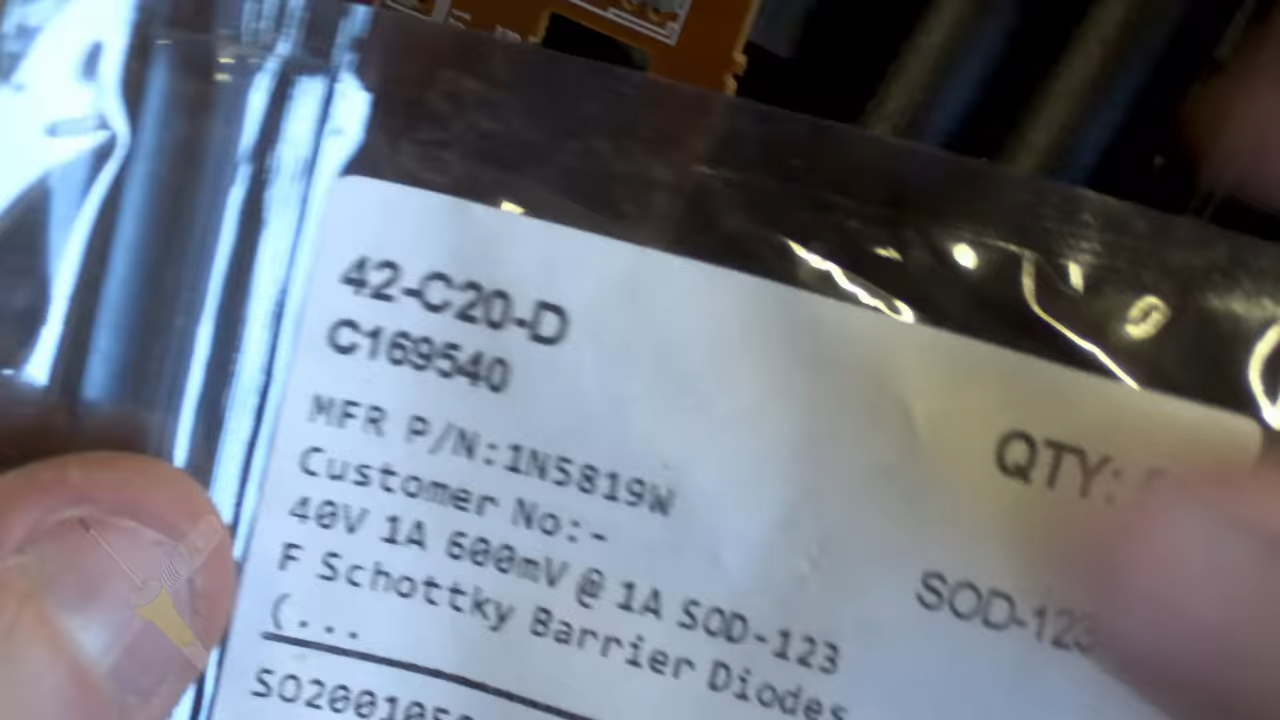 42-C20-D
C169540
QTY:
MFR P/N:1N5819W
Customer No:-
40V 1A 600mV @ 1A SOD-123
SOD-123
F Schottky Barrier Diodes
(...